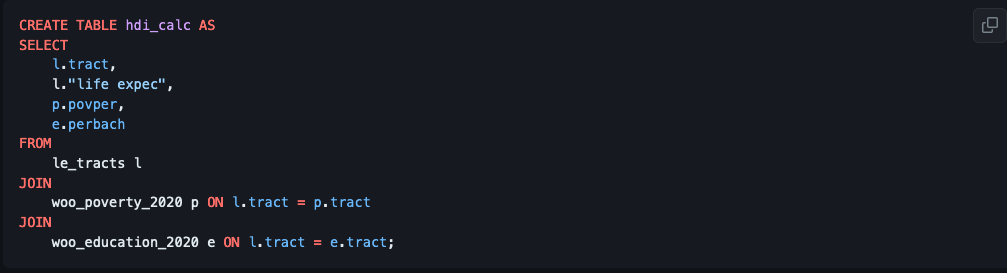 CREATE TABLE hdi_calc AS
SELECT
    l.tract,
    l."life expec",
    p.povper,
    e.perbach
FROM
    le_tracts l
JOIN
    woo_poverty_2020 p ON l.tract = p.tract
JOIN
    woo_education_2020 e ON l.tract = e.tract;